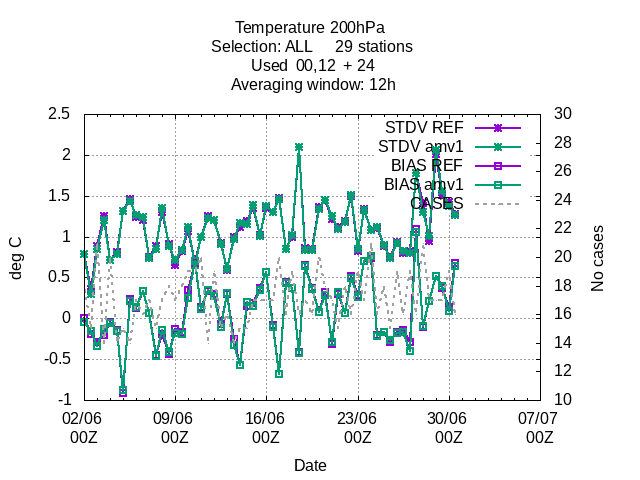 Temperature 200hPa
Selection: ALL 29 stations
Used 00,12 + 24
Averaging window: 12h
2.5
2
1.5
1
0.5
0
-0.5
-1
deg C
30
28
26
24
22
20
18
16
14
12
10
No cases
STDV REF
STDV amv1
BIAS REF
BIAS amv1
CASES
02/06 09/06 16/06 23/06 30/06 07/07
00Z 00Z 00Z 00Z 00Z 00Z
Date